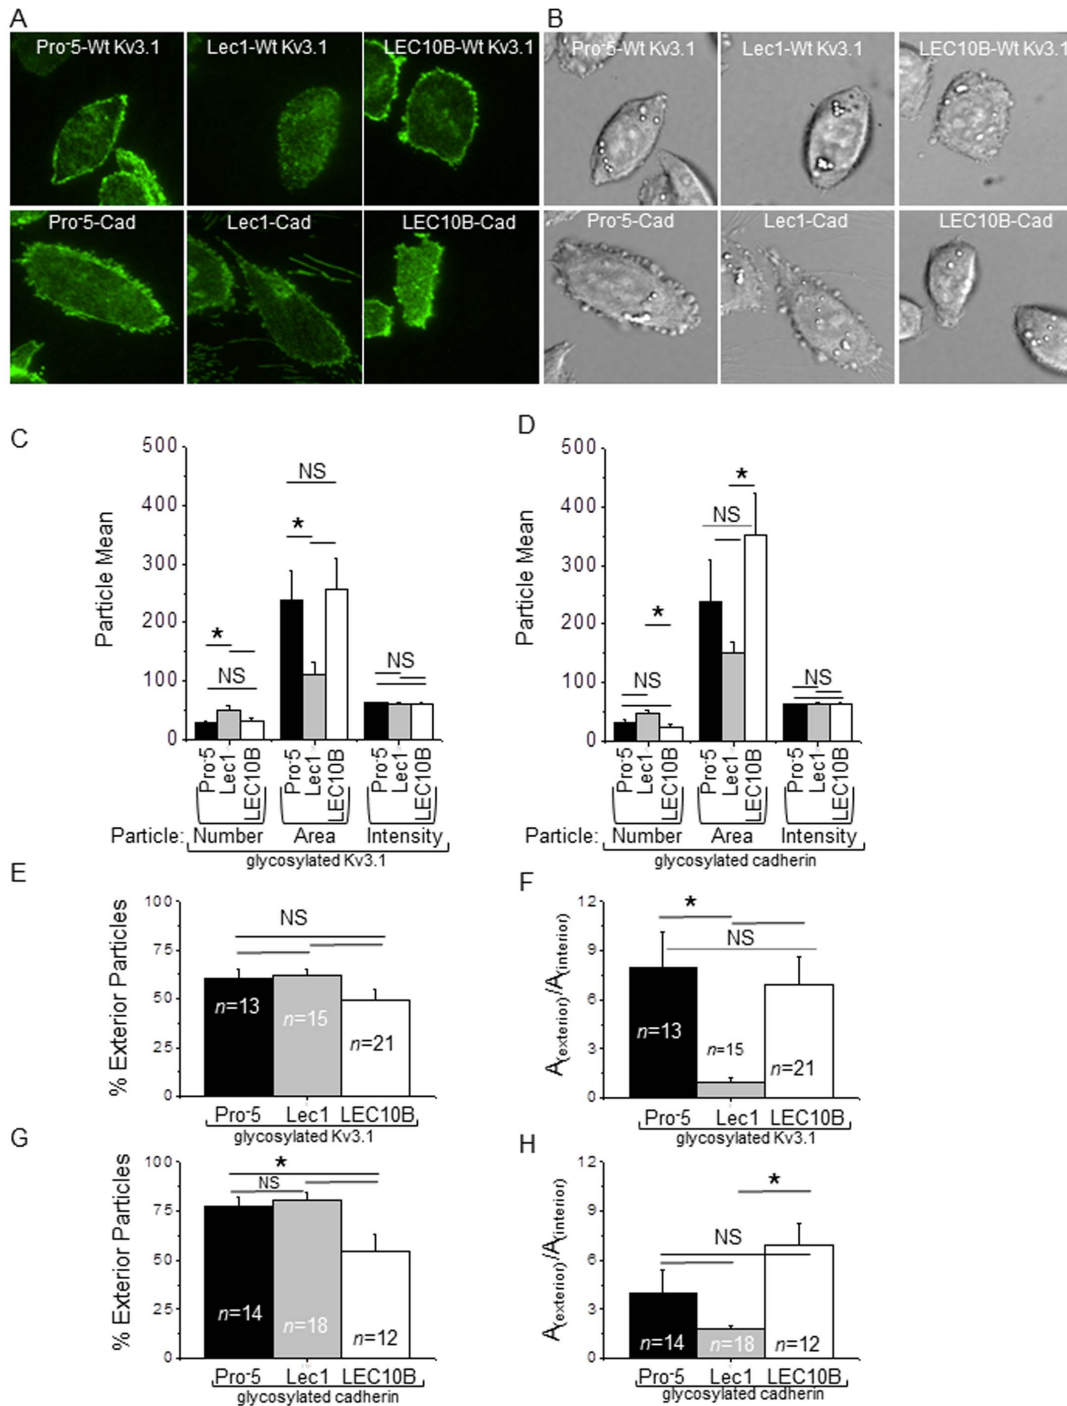 A
B
Pro-5-Wt Kv3.1
Lec1-Wt Kv3.1
LEC10B-Wt Kv3.1
Pro-5-Wt Kv3.1
Lec1-Wt Kv3.1
LEC10B-Wt Kv3.1
Pro-5-Cad
Lec1-Cad
LEC10B-Cad
Pro-5-Cad
Lec1-Cad
LEC10B-Cad
C
Particle Mean
500
400
300
200
100
0
*
NS
*
NS
NS
Pro-5
Lec1
LEC10B
Pro-5
Lec1
LEC10B
Pro-5
Lec1
LEC10B
Particle: Number Area Intensity
glycosylated Kv3.1
D
Particle Mean
500
400
300
200
100
0
*
NS
*
NS
NS
Pro-5
Lec1
LEC10B
Pro-5
Lec1
LEC10B
Pro-5
Lec1
LEC10B
Particle: Number Area Intensity
glycosylated cadherin
E
% Exterior Particles
100
75
50
25
0
NS
n=13
n=15
n=21
Pro-5 Lec1 LEC10B
glycosylated Kv3.1
F
A(exterior)/A(interior)
12
9
6
3
0
*
NS
n=13
n=15
n=21
Pro-5 Lec1 LEC10B
glycosylated Kv3.1
G
% Exterior Particles
100
75
50
25
0
*
NS
n=14
n=18
n=12
Pro-5 Lec1 LEC10B
glycosylated cadherin
H
A(exterior)/A(interior)
12
9
6
3
0
*
NS
n=14
n=18
n=12
Pro-5 Lec1 LEC10B
glycosylated cadherin